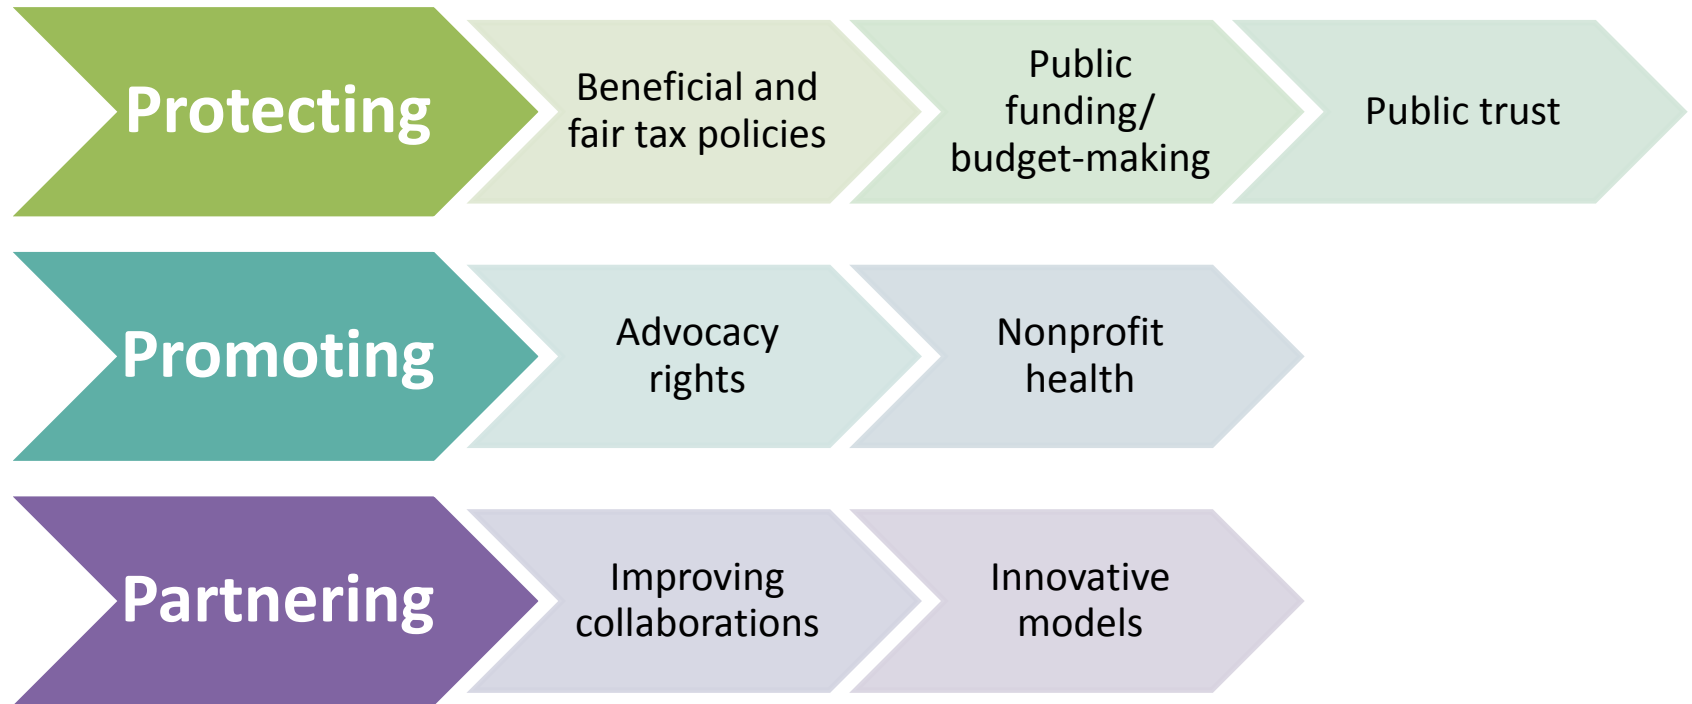 Protecting
Beneficial and
fair tax policies
Public
funding/
budget-making
Public trust
Promoting
Advocacy
rights
Nonprofit
health
Partnering
Improving
collaborations
Innovative
models